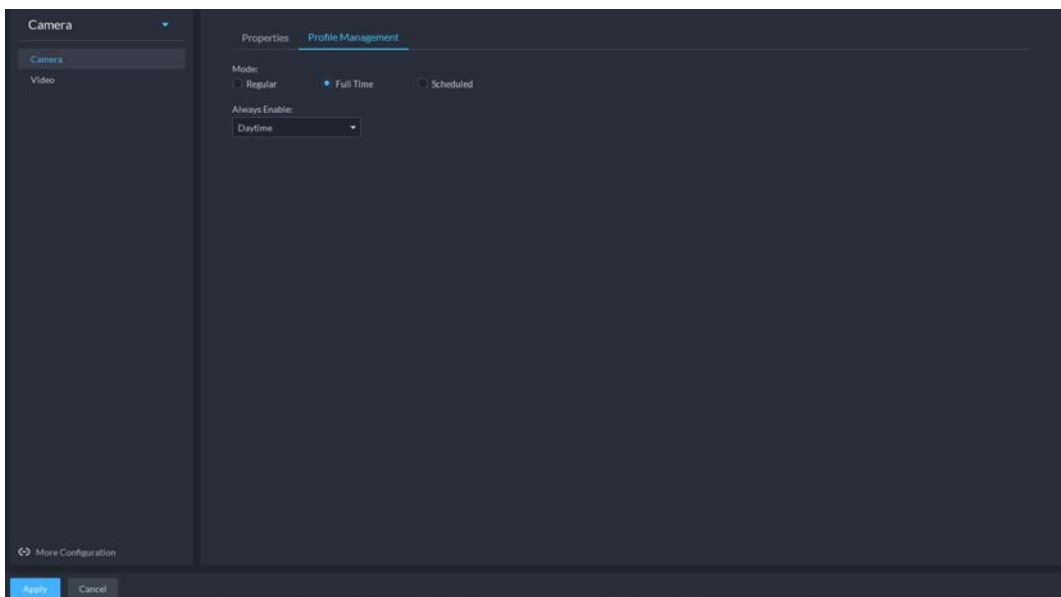 Camera
Camera
Video
Properties Profile Management
Mode:
Regular Full Time Scheduled
Always Enable:
Daytime
More Configuration
Apply Cancel